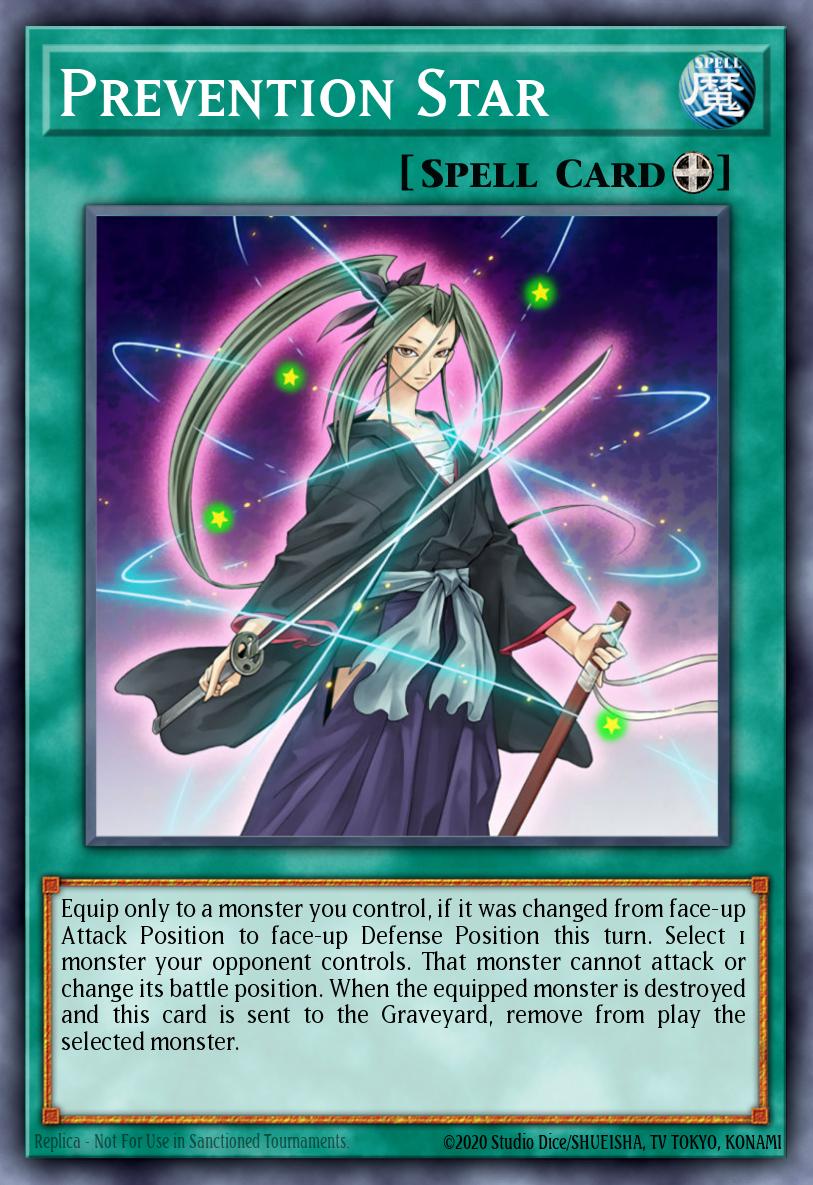 Prevention Star
SPELL
魔
[Spell Card]
Equip only to a monster you control, if it was changed from face-up
Attack Position to face-up Defense Position this turn. Select 1
monster your opponent controls. That monster cannot attack or
change its battle position. When the equipped monster is destroyed
and this card is sent to the Graveyard, remove from play the
selected monster.
Replica - Not For Use in Sanctioned Tournaments.
©2020 Studio Dice/SHUEISHA, TV TOKYO, KONAMI